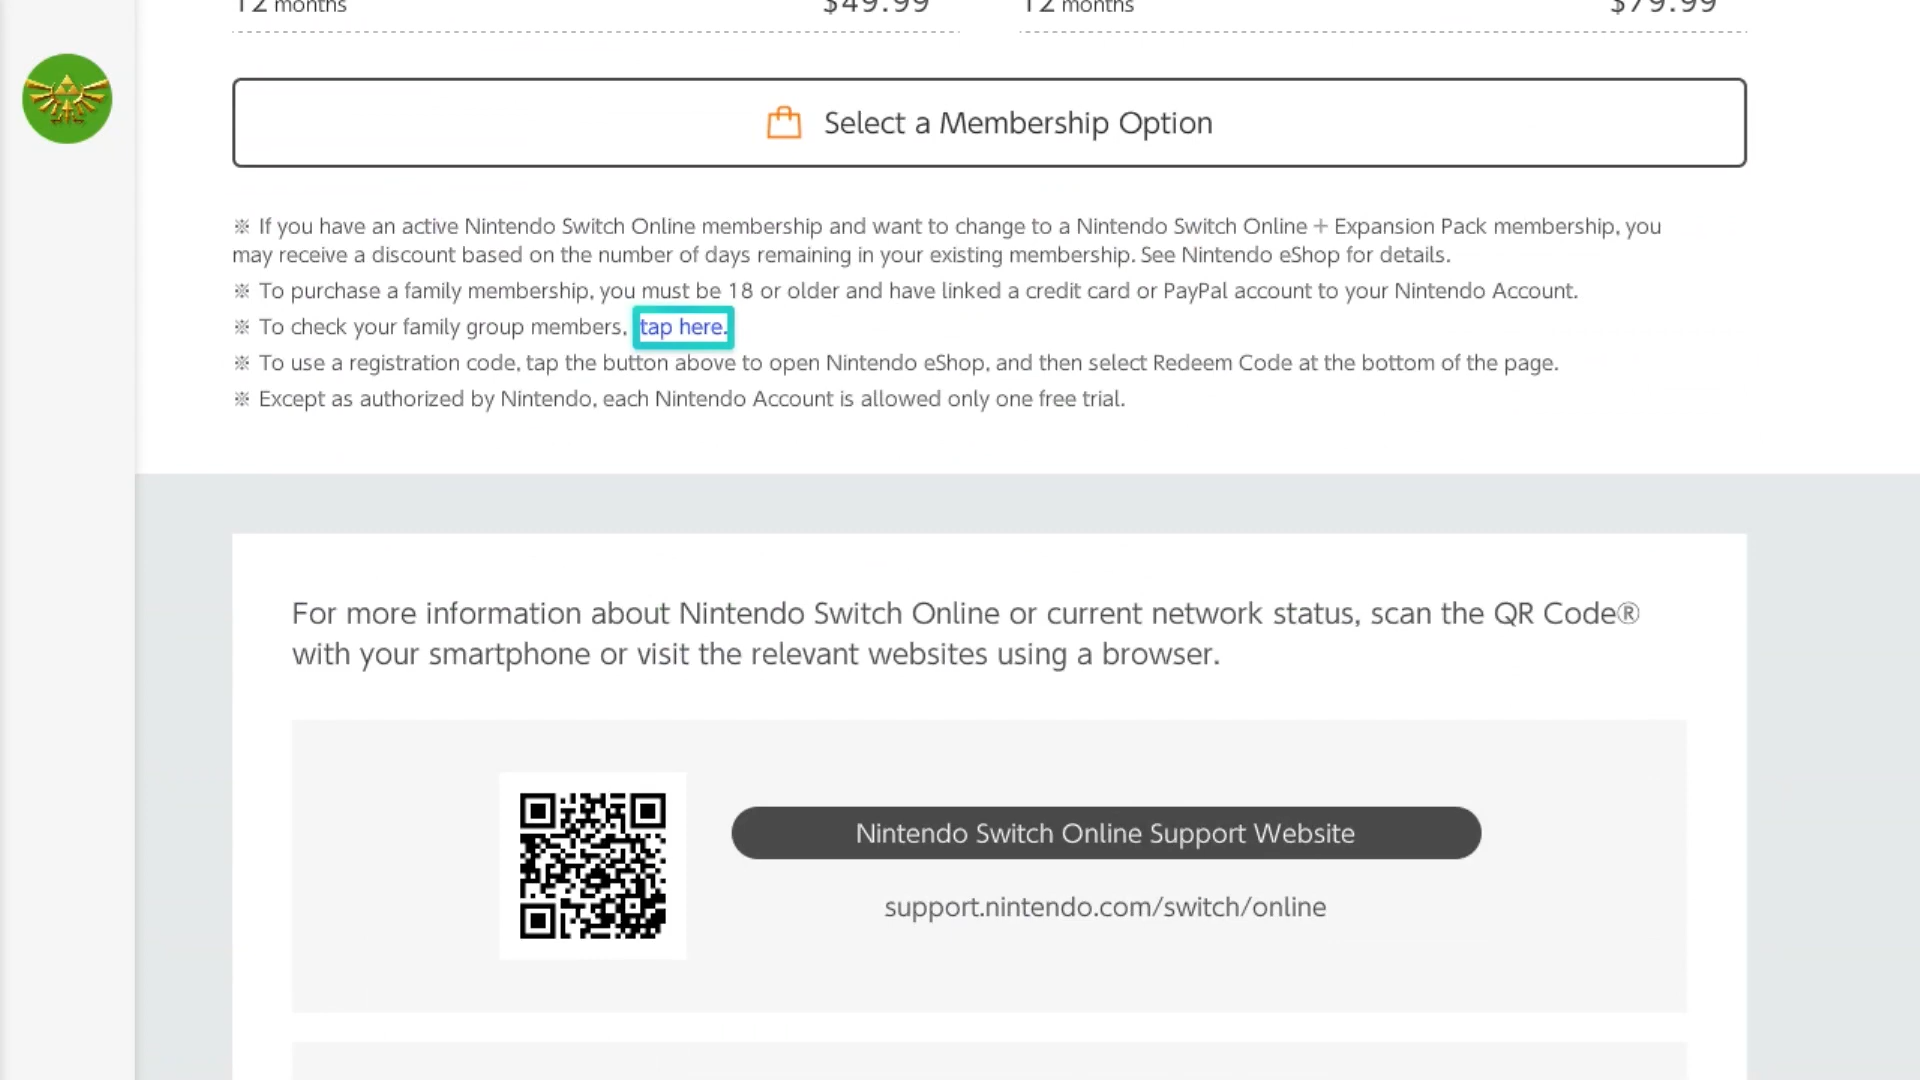 12 months $49.99 12 months $79.99
Select a Membership Option
※ If you have an active Nintendo Switch Online membership and want to change to a Nintendo Switch Online + Expansion Pack membership, you
may receive a discount based on the number of days remaining in your existing membership. See Nintendo eShop for details.
※ To purchase a family membership, you must be 18 or older and have linked a credit card or PayPal account to your Nintendo Account.
※ To check your family group members, tap here.
※ To use a registration code, tap the button above to open Nintendo eShop, and then select Redeem Code at the bottom of the page.
※ Except as authorized by Nintendo, each Nintendo Account is allowed only one free trial.
For more information about Nintendo Switch Online or current network status, scan the QR Code®
with your smartphone or visit the relevant websites using a browser.
Nintendo Switch Online Support Website
support.nintendo.com/switch/online